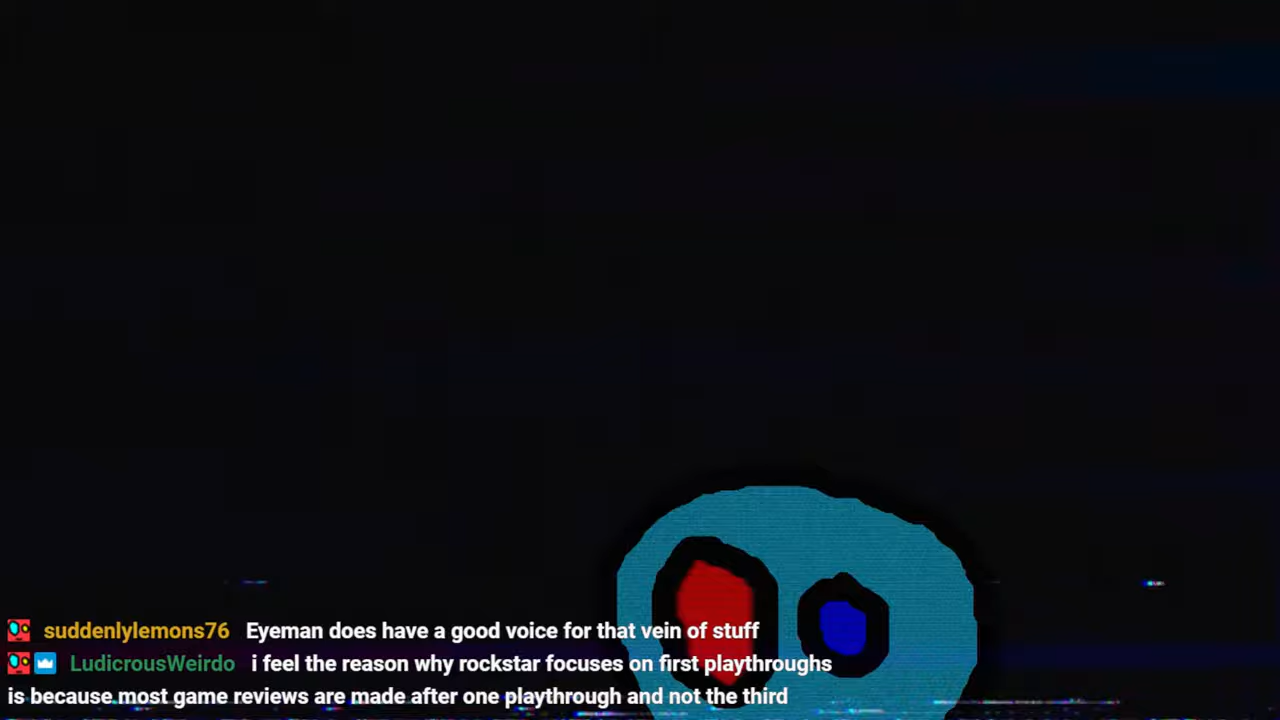 suddenlylemons76 Eyeman does have a good voice for that vein of stuff
LudicrousWeirdo i feel the reason why rockstar focuses on first playthroughs
is because most game reviews are made after one playthrough and not the third